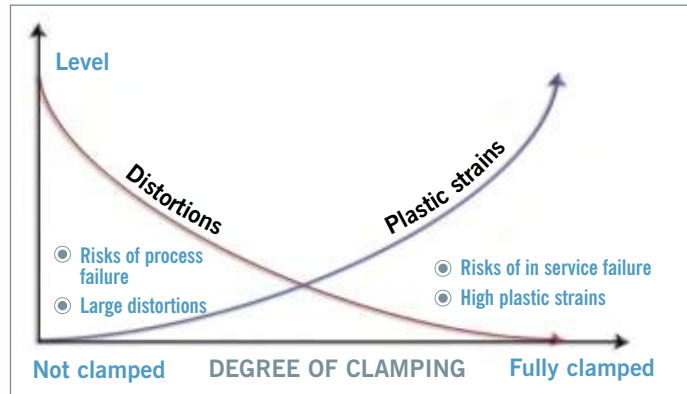 Level
Distortions
Plastic strains
Risks of process
failure
Large distortions
Risks of in service failure
High plastic strains
Not clamped
DEGREE OF CLAMPING
Fully clamped